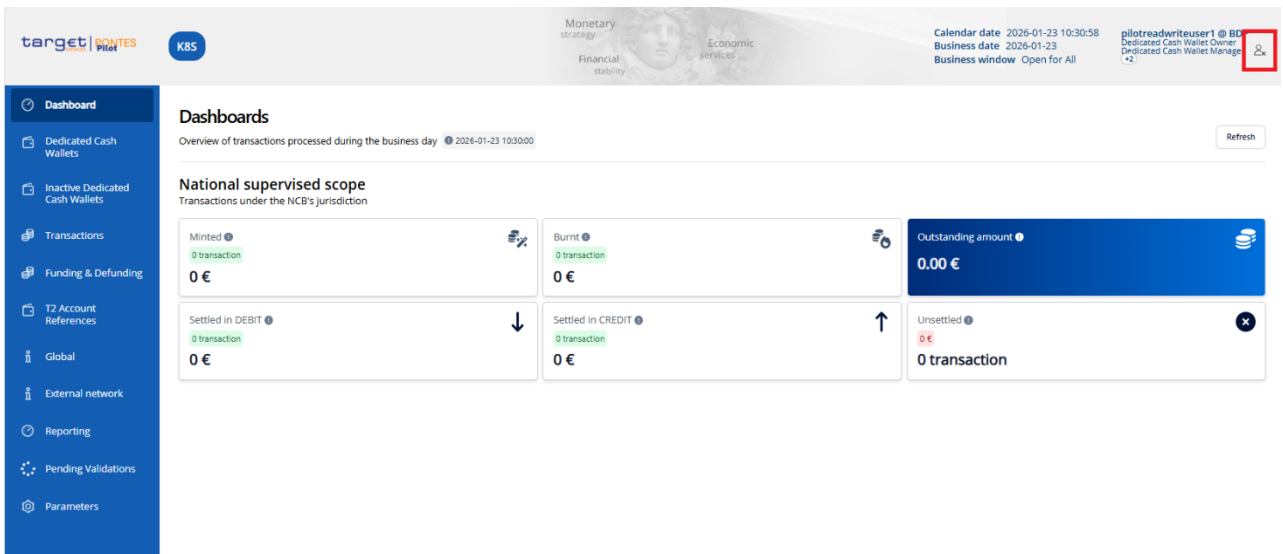 target | PONTES
services Pilot
K8S
Monetary
strategy
Economic
services
Financial
stability
Calendar date 2026-01-23 10:30:58
Business date 2026-01-23
Business window Open for All
pilotreadwriteuser1 @ BD
Dedicated Cash Wallet Owner
Dedicated Cash Wallet Manage
+2
Dashboard
Dedicated Cash
Wallets
Inactive Dedicated
Cash Wallets
Transactions
Funding & Defunding
T2 Account
References
Global
External network
Reporting
Pending Validations
Parameters
Dashboards
Overview of transactions processed during the business day 2026-01-23 10:30:00
Refresh
National supervised scope
Transactions under the NCB's jurisdiction
Minted
0 transaction
0 €
Burnt
0 transaction
0 €
Outstanding amount
0.00 €
Settled in DEBIT
0 transaction
0 €
Settled in CREDIT
0 transaction
0 €
Unsettled
0 €
0 transaction